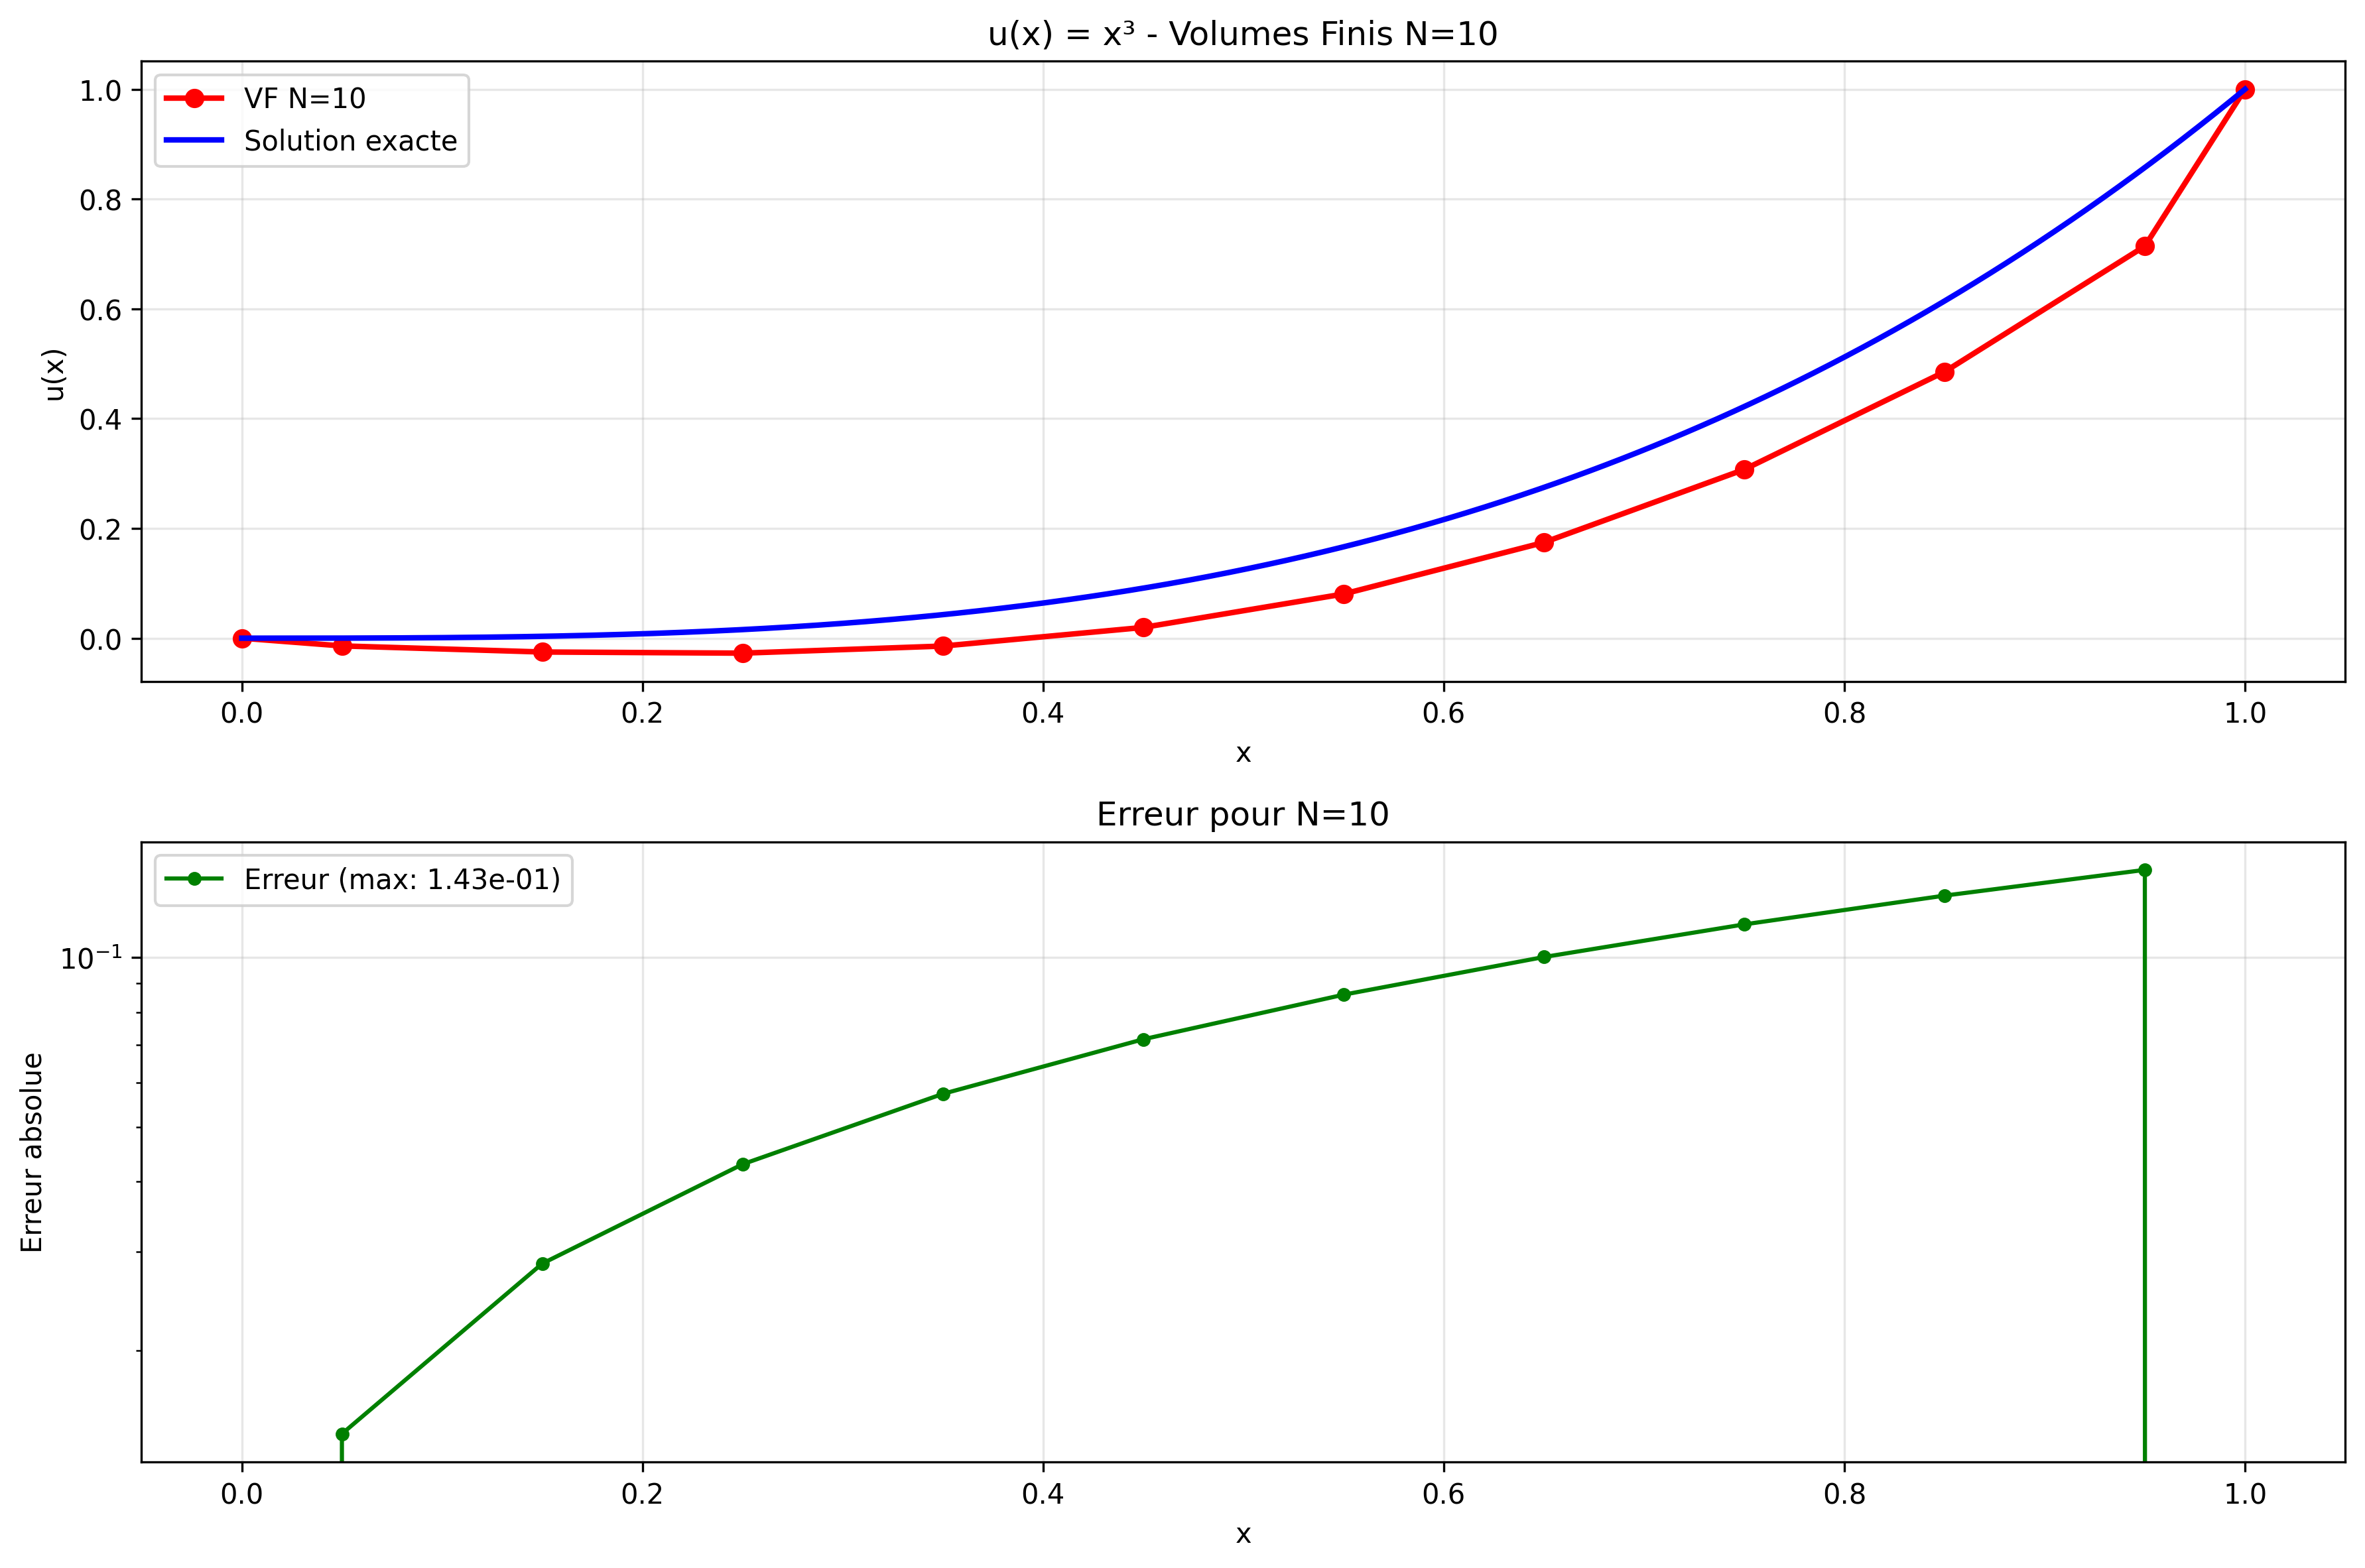 u(x) = x³ - Volumes Finis N=10
VF N=10
Solution exacte
u(x)
1.0
0.8
0.6
0.4
0.2
0.0
0.0 0.2 0.4 0.6 0.8 1.0
x
Erreur pour N=10
Erreur (max: 1.43e-01)
Erreur absolue
10⁻¹
0.0 0.2 0.4 0.6 0.8 1.0
x